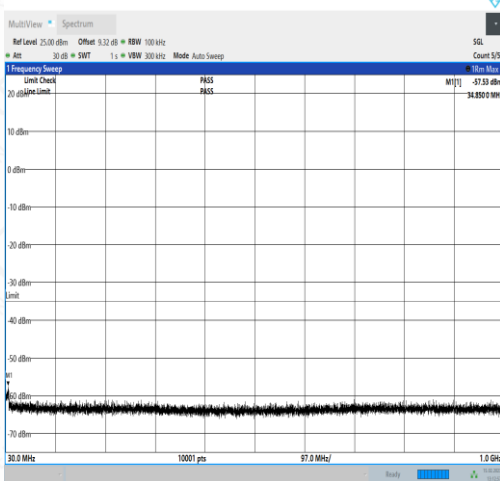 MultiView Spectrum
Ref Level 25.00 dBm Offset 9.32 dB RBW 100 kHz SGL
Att 30 dB SWT 1 s VBW 300 kHz Mode Auto Sweep Count 5/5
1 Frequency Sweep 1Rm Max
Limit Check PASS M1[1] -57.53 dBm
Line Limit PASS 34.8500 MH
20 dBm
10 dBm
0 dBm
-10 dBm
-20 dBm
-30 dBm
Limit
-40 dBm
-50 dBm
M1
-60 dBm
-70 dBm
30.0 MHz 10001 pts 97.0 MHz/ 1.0 GHz
Ready